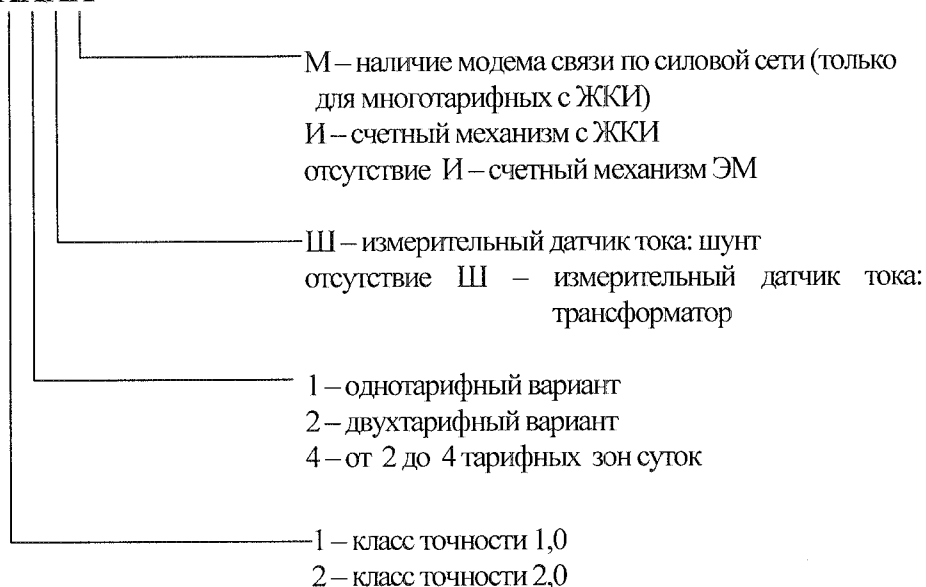 М – наличие модема связи по силовой сети (только
для многотарифных с ЖКИ)
И – счетный механизм с ЖКИ
отсутствие И – счетный механизм ЭМ
Ш – измерительный датчик тока: шунт
отсутствие Ш – измерительный датчик тока:
трансформатор
1 – однотарифный вариант
2 – двухтарифный вариант
4 – от 2 до 4 тарифных зон суток
1 – класс точности 1,0
2 – класс точности 2,0